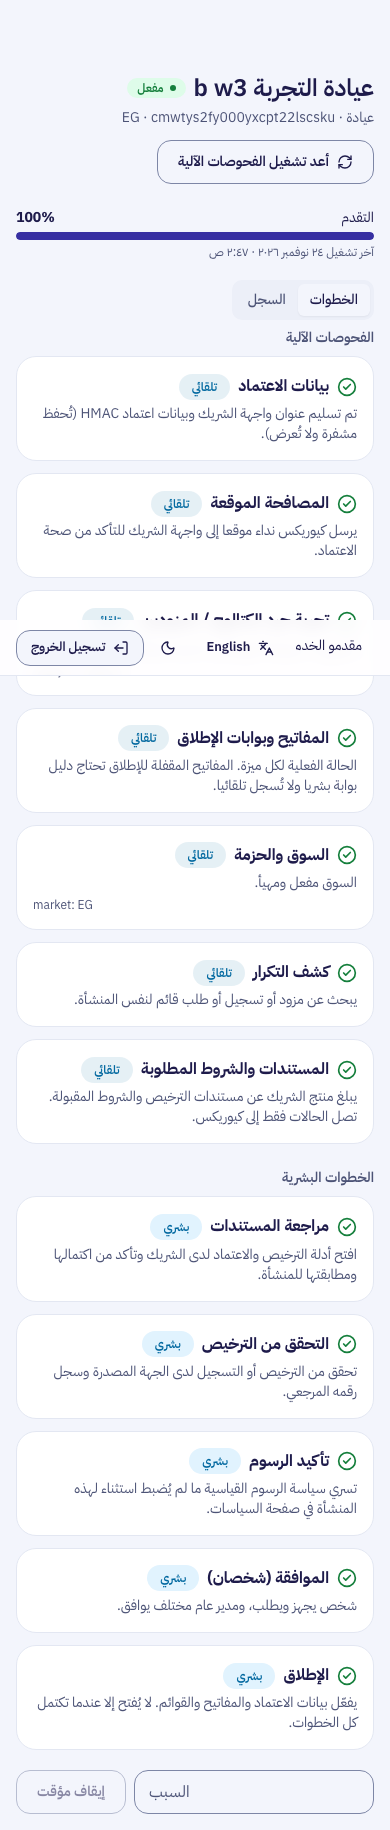 عيادة التجربة b w3 مفعل
عيادة · EG · cmwtys2fy000yxcpt22lscsku
أعد تشغيل الفحوصات الآلية
التقدم 100%
آخر تشغيل ٢٤ نوفمبر ٢٠٢٦ · ٢:٤٧ ص
الخطوات السجل
الفحوصات الآلية
بيانات الاعتماد تلقائي
تم تسليم عنوان واجهة الشريك وبيانات اعتماد HMAC (تُحفظ
مشفرة ولا تُعرض).
المصافحة الموقعة تلقائي
يرسل كيوريكس نداء موقعا إلى واجهة الشريك للتأكد من صحة
الاعتماد.
مقدمو الخدمة English تسجيل الخروج
المفاتيح وبوابات الإطلاق تلقائي
الحالة الفعلية لكل ميزة. المفاتيح المقفلة للإطلاق تحتاج دليل
بوابة بشريا ولا تُسجل تلقائيا.
السوق والحزمة تلقائي
السوق مفعل ومهيأ.
market: EG
كشف التكرار تلقائي
يبحث عن مزود أو تسجيل أو طلب قائم لنفس المنشأة.
المستندات والشروط المطلوبة تلقائي
يبلغ منتج الشريك عن مستندات الترخيص والشروط المقبولة.
تصل الحالات فقط إلى كيوريكس.
الخطوات البشرية
مراجعة المستندات بشري
افتح أدلة الترخيص والاعتماد لدى الشريك وتأكد من اكتمالها
ومطابقتها للمنشأة.
التحقق من الترخيص بشري
تحقق من الترخيص أو التسجيل لدى الجهة المصدرة وسجل
رقمه المرجعي.
تأكيد الرسوم بشري
تسري سياسة الرسوم القياسية ما لم يُضبط استثناء لهذه
المنشأة في صفحة السياسات.
الموافقة (شخصان) بشري
شخص يجهز ويطلب، ومدير عام مختلف يوافق.
الإطلاق بشري
يفعّل بيانات الاعتماد والمفاتيح والقوائم. لا يُفتح إلا عندما تكتمل
كل الخطوات.
السبب إيقاف مؤقت